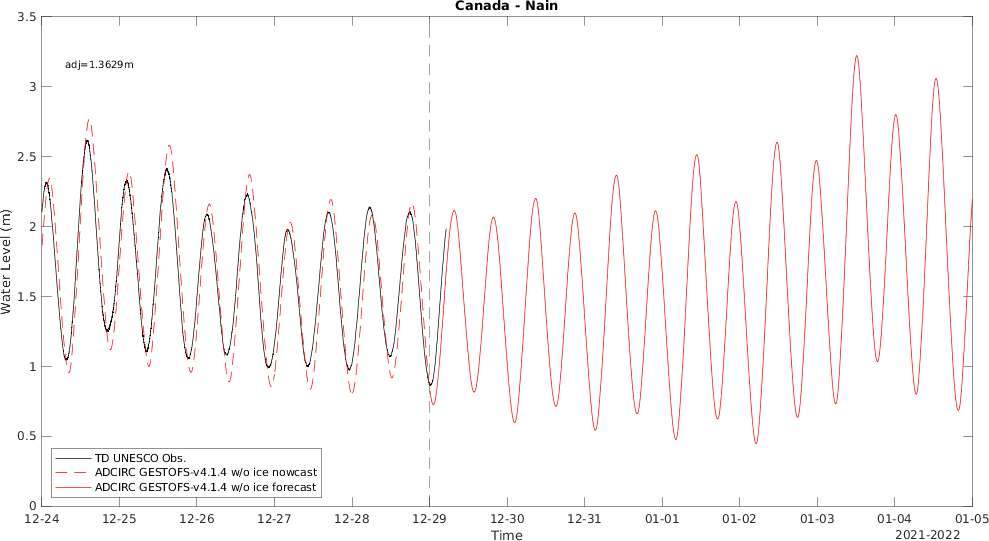 Canada - Nain
adj=1.3629m
3.5
3
2.5
2
1.5
1
0.5
0
Water Level (m)
TD UNESCO Obs.
ADCIRC GESTOFS-v4.1.4 w/o ice nowcast
ADCIRC GESTOFS-v4.1.4 w/o ice forecast
12-24 12-25 12-26 12-27 12-28 12-29 12-30 12-31 01-01 01-02 01-03 01-04 01-05
Time
2021-2022